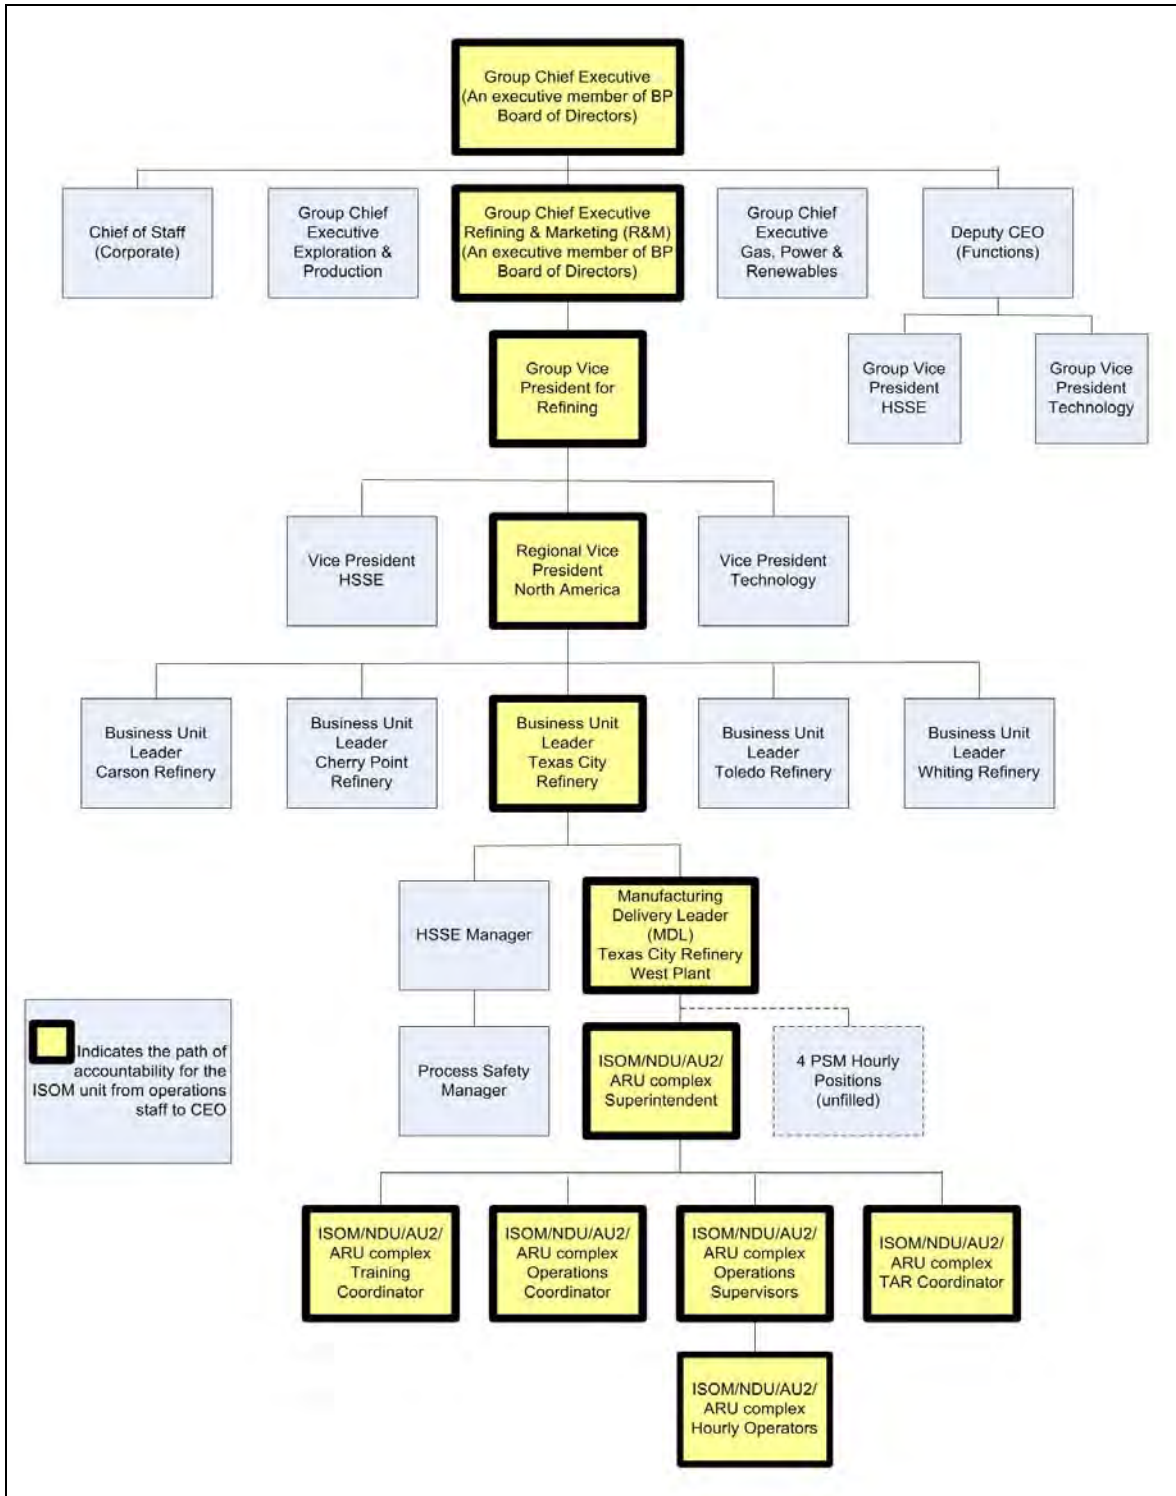 Group Chief Executive
(An executive member of BP
Board of Directors)
Chief of Staff
(Corporate)
Group Chief
Executive
Exploration &
Production
Group Chief Executive
Refining & Marketing (R&M)
(An executive member of BP
Board of Directors)
Group Chief
Executive
Gas, Power &
Renewables
Deputy CEO
(Functions)
Group Vice
President for
Refining
Group Vice
President
HSSE
Group Vice
President
Technology
Vice President
HSSE
Regional Vice
President
North America
Vice President
Technology
Business Unit
Leader
Carson Refinery
Business Unit
Leader
Cherry Point
Refinery
Business Unit
Leader
Texas City
Refinery
Business Unit
Leader
Toledo Refinery
Business Unit
Leader
Whiting Refinery
HSSE Manager
Manufacturing
Delivery Leader
(MDL)
Texas City Refinery
West Plant
Indicates the path of
accountability for the
ISOM unit from operations
staff to CEO
Process Safety
Manager
ISOM/NDU/AU2/
ARU complex
Superintendent
4 PSM Hourly
Positions
(unfilled)
ISOM/NDU/AU2/
ARU complex
Training
Coordinator
ISOM/NDU/AU2/
ARU complex
Operations
Coordinator
ISOM/NDU/AU2/
ARU complex
Operations
Supervisors
ISOM/NDU/AU2/
ARU complex
TAR Coordinator
ISOM/NDU/AU2/
ARU complex
Hourly Operators